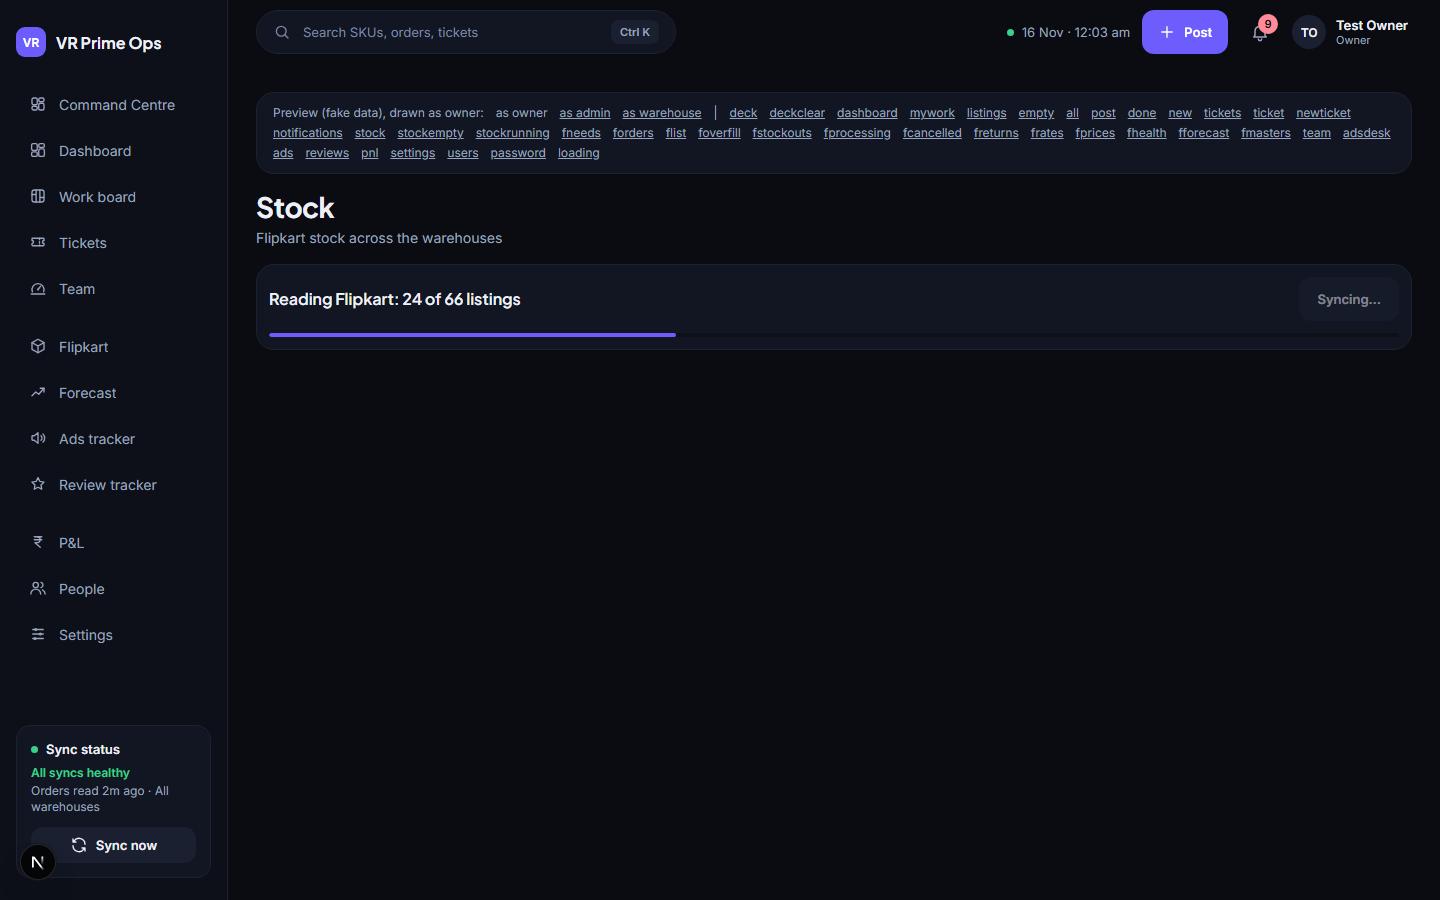 VR
VR Prime Ops
Search SKUs, orders, tickets
Ctrl K
16 Nov · 12:03 am
Post
9
TO
Test Owner
Owner
Command Centre
Dashboard
Work board
Tickets
Team
Flipkart
Forecast
Ads tracker
Review tracker
P&L
People
Settings
Preview (fake data), drawn as owner: as owner as admin as warehouse | deck deckclear dashboard mywork listings empty all post done new tickets ticket newticket
notifications stock stockempty stockrunning fneeds forders flist foverfill fstockouts fprocessing fcancelled freturns frates fprices fhealth fforecast fmasters team adsdesk
ads reviews pnl settings users password loading
Stock
Flipkart stock across the warehouses
Reading Flipkart: 24 of 66 listings
Syncing...
Sync status
All syncs healthy
Orders read 2m ago · All
warehouses
Sync now
N